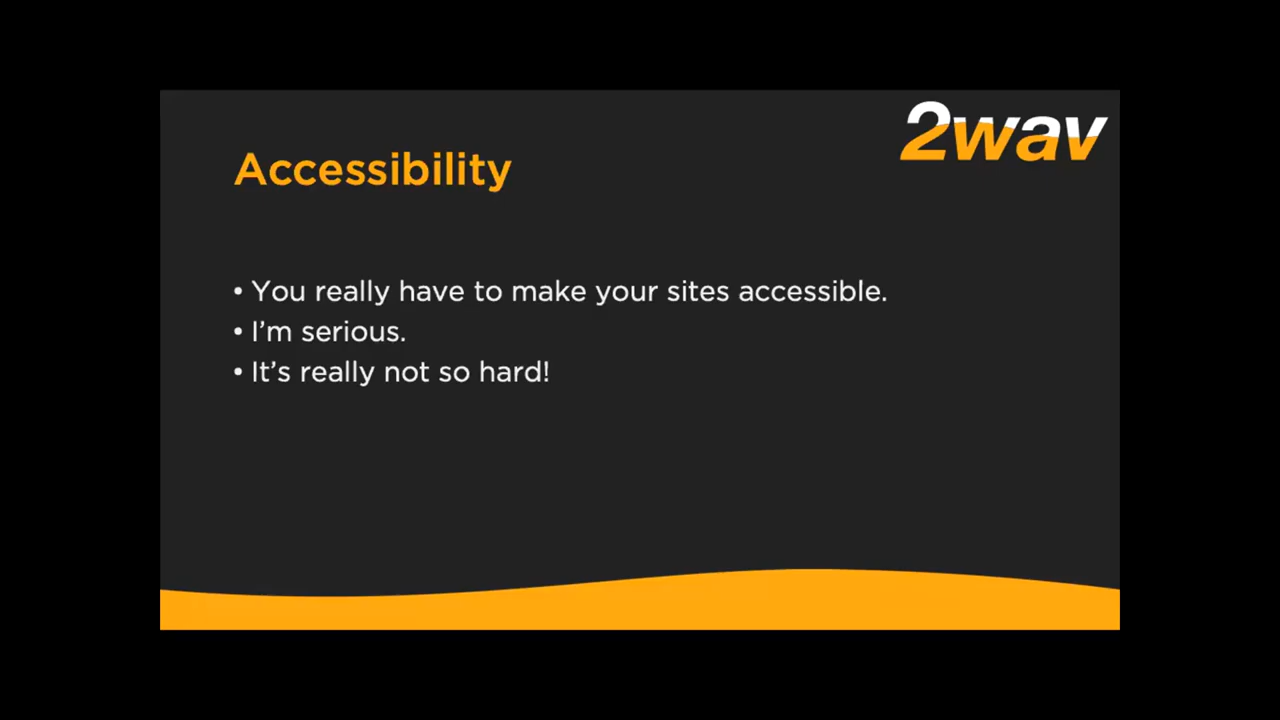 2wav
Accessibility
• You really have to make your sites accessible.
• I’m serious.
• It’s really not so hard!